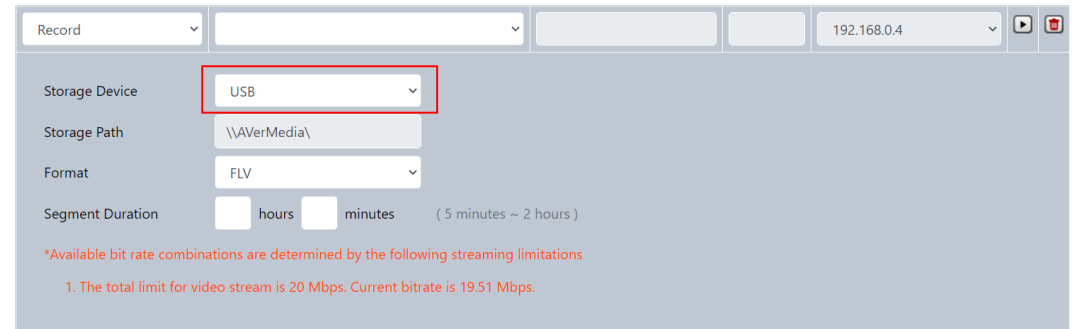 Record 192.168.0.4
Storage Device USB
Storage Path \\AVerMedia\
Format FLV
Segment Duration hours minutes ( 5 minutes ~ 2 hours )
*Available bit rate combinations are determined by the following streaming limitations
1. The total limit for video stream is 20 Mbps. Current bitrate is 19.51 Mbps.